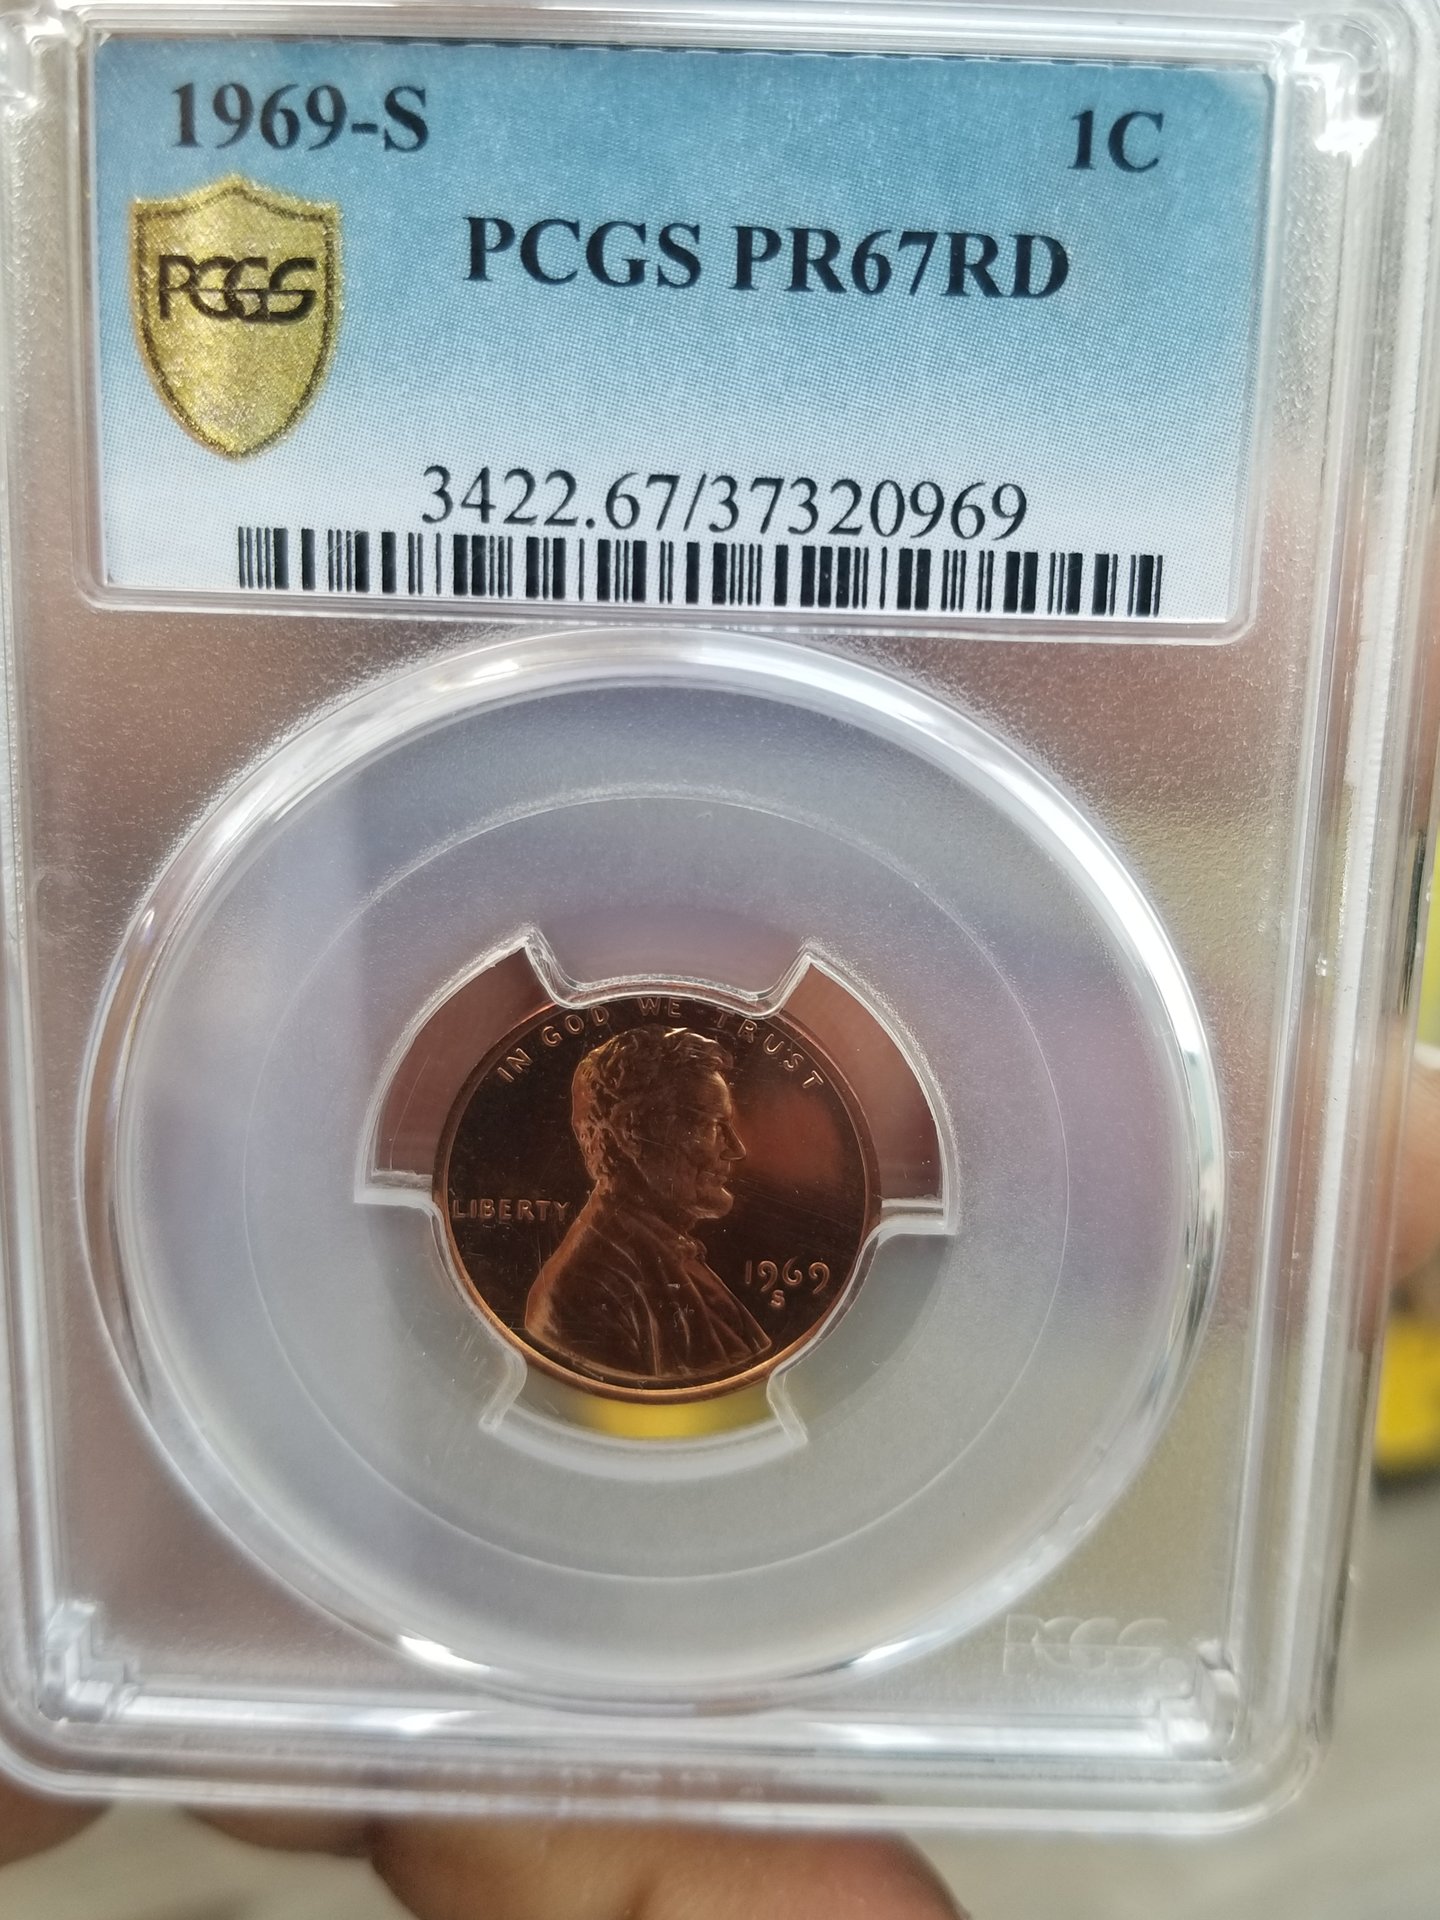 1969-S 1C
PCGS
PCGS PR67RD
3422.67/37320969
IN GOD WE TRUST
LIBERTY
1969
S
PCGS